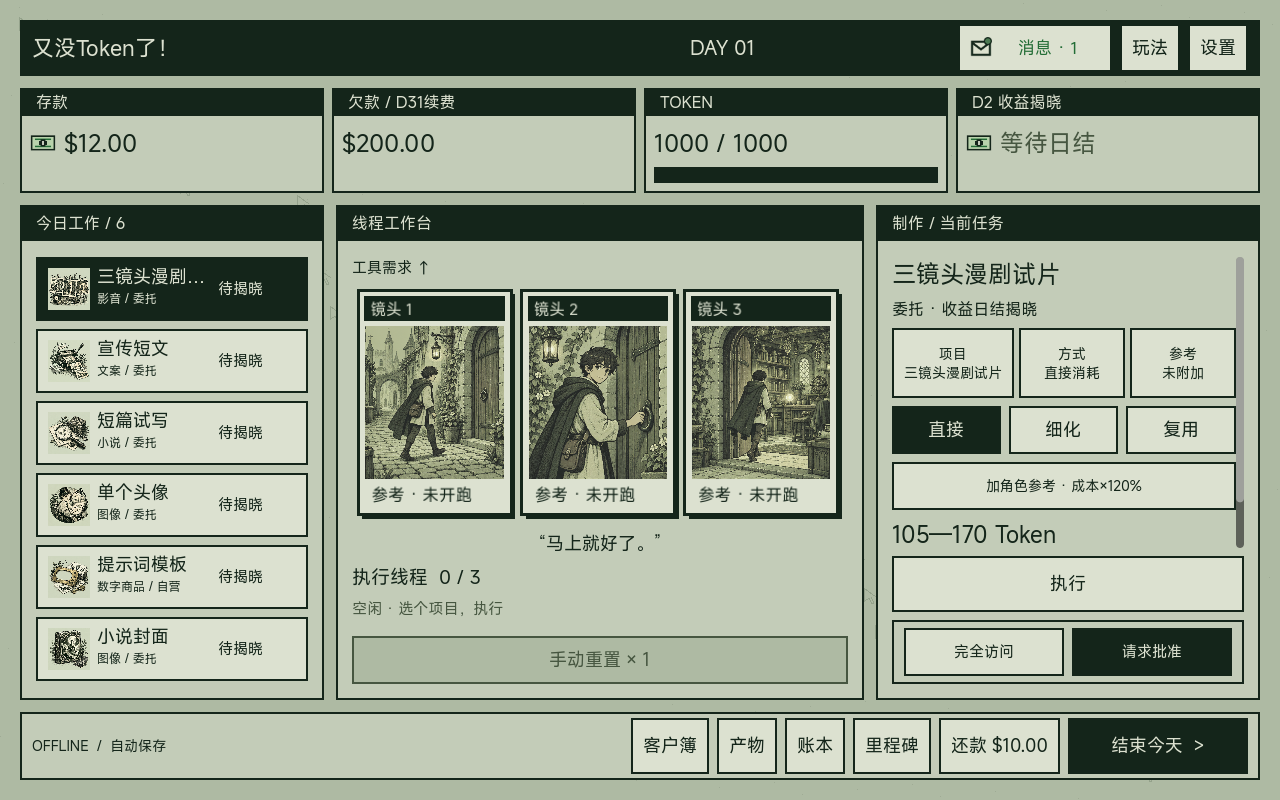 又没Token了!
DAY 01
消息 · 1
玩法
设置
存款
$12.00
欠款 / D31续费
$200.00
TOKEN
1000 / 1000
D2 收益揭晓
等待日结
今日工作 / 6
三镜头漫剧...
影音 / 委托
待揭晓
宣传短文
文案 / 委托
待揭晓
短篇试写
小说 / 委托
待揭晓
单个头像
图像 / 委托
待揭晓
提示词模板
数字商品 / 自营
待揭晓
小说封面
图像 / 委托
待揭晓
线程工作台
工具需求 ↑
镜头 1
参考 · 未开跑
镜头 2
参考 · 未开跑
镜头 3
参考 · 未开跑
“马上就好了。”
执行线程 0 / 3
空闲 · 选个项目，执行
手动重置 × 1
制作 / 当前任务
三镜头漫剧试片
委托 · 收益日结揭晓
项目
三镜头漫剧试片
方式
直接消耗
参考
未附加
直接
细化
复用
加角色参考 · 成本×120%
105—170 Token
执行
完全访问
请求批准
OFFLINE / 自动保存
客户簿
产物
账本
里程碑
还款 $10.00
结束今天 >